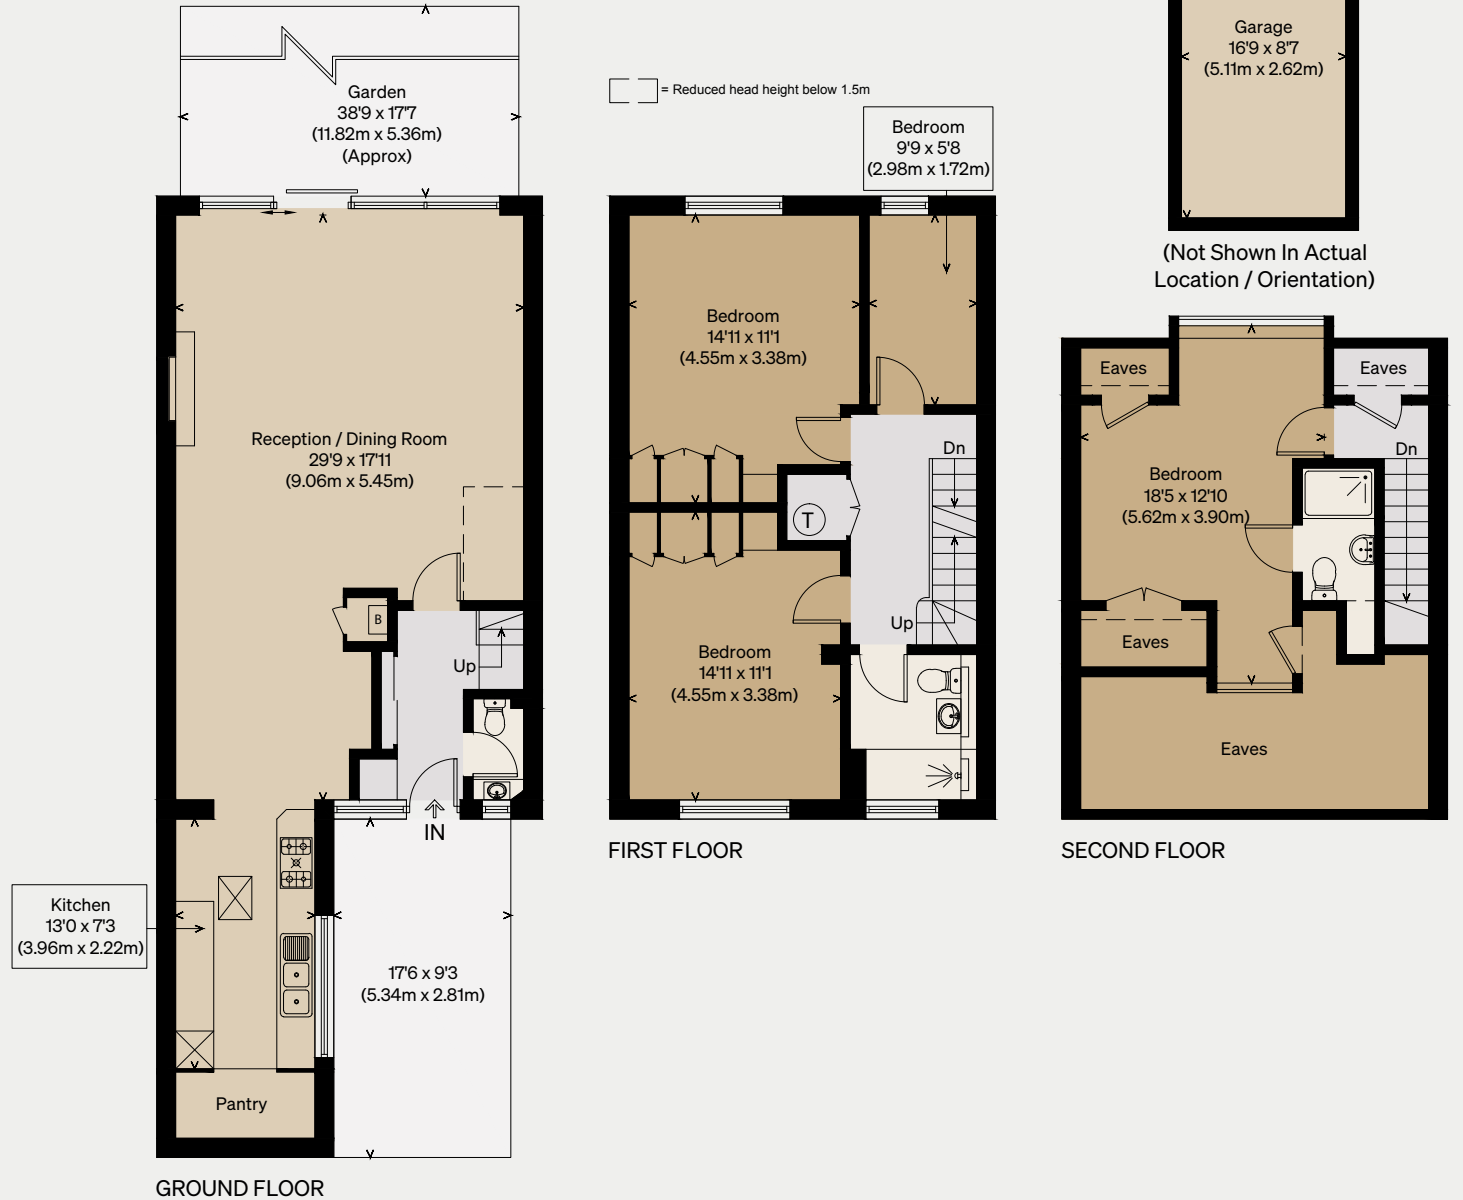 Garden
38'9 x 17'7
(11.82m x 5.36m)
(Approx)
= Reduced head height below 1.5m
Bedroom
9'9 x 5'8
(2.98m x 1.72m)
Garage
16'9 x 8'7
(5.11m x 2.62m)
(Not Shown In Actual
Location / Orientation)
Reception / Dining Room
29'9 x 17'11
(9.06m x 5.45m)
B
Up
IN
Kitchen
13'0 x 7'3
(3.96m x 2.22m)
17'6 x 9'3
(5.34m x 2.81m)
Pantry
GROUND FLOOR
Bedroom
14'11 x 11'1
(4.55m x 3.38m)
Dn
T
Up
Bedroom
14'11 x 11'1
(4.55m x 3.38m)
FIRST FLOOR
Eaves
Eaves
Dn
Bedroom
18'5 x 12'10
(5.62m x 3.90m)
Eaves
Eaves
SECOND FLOOR